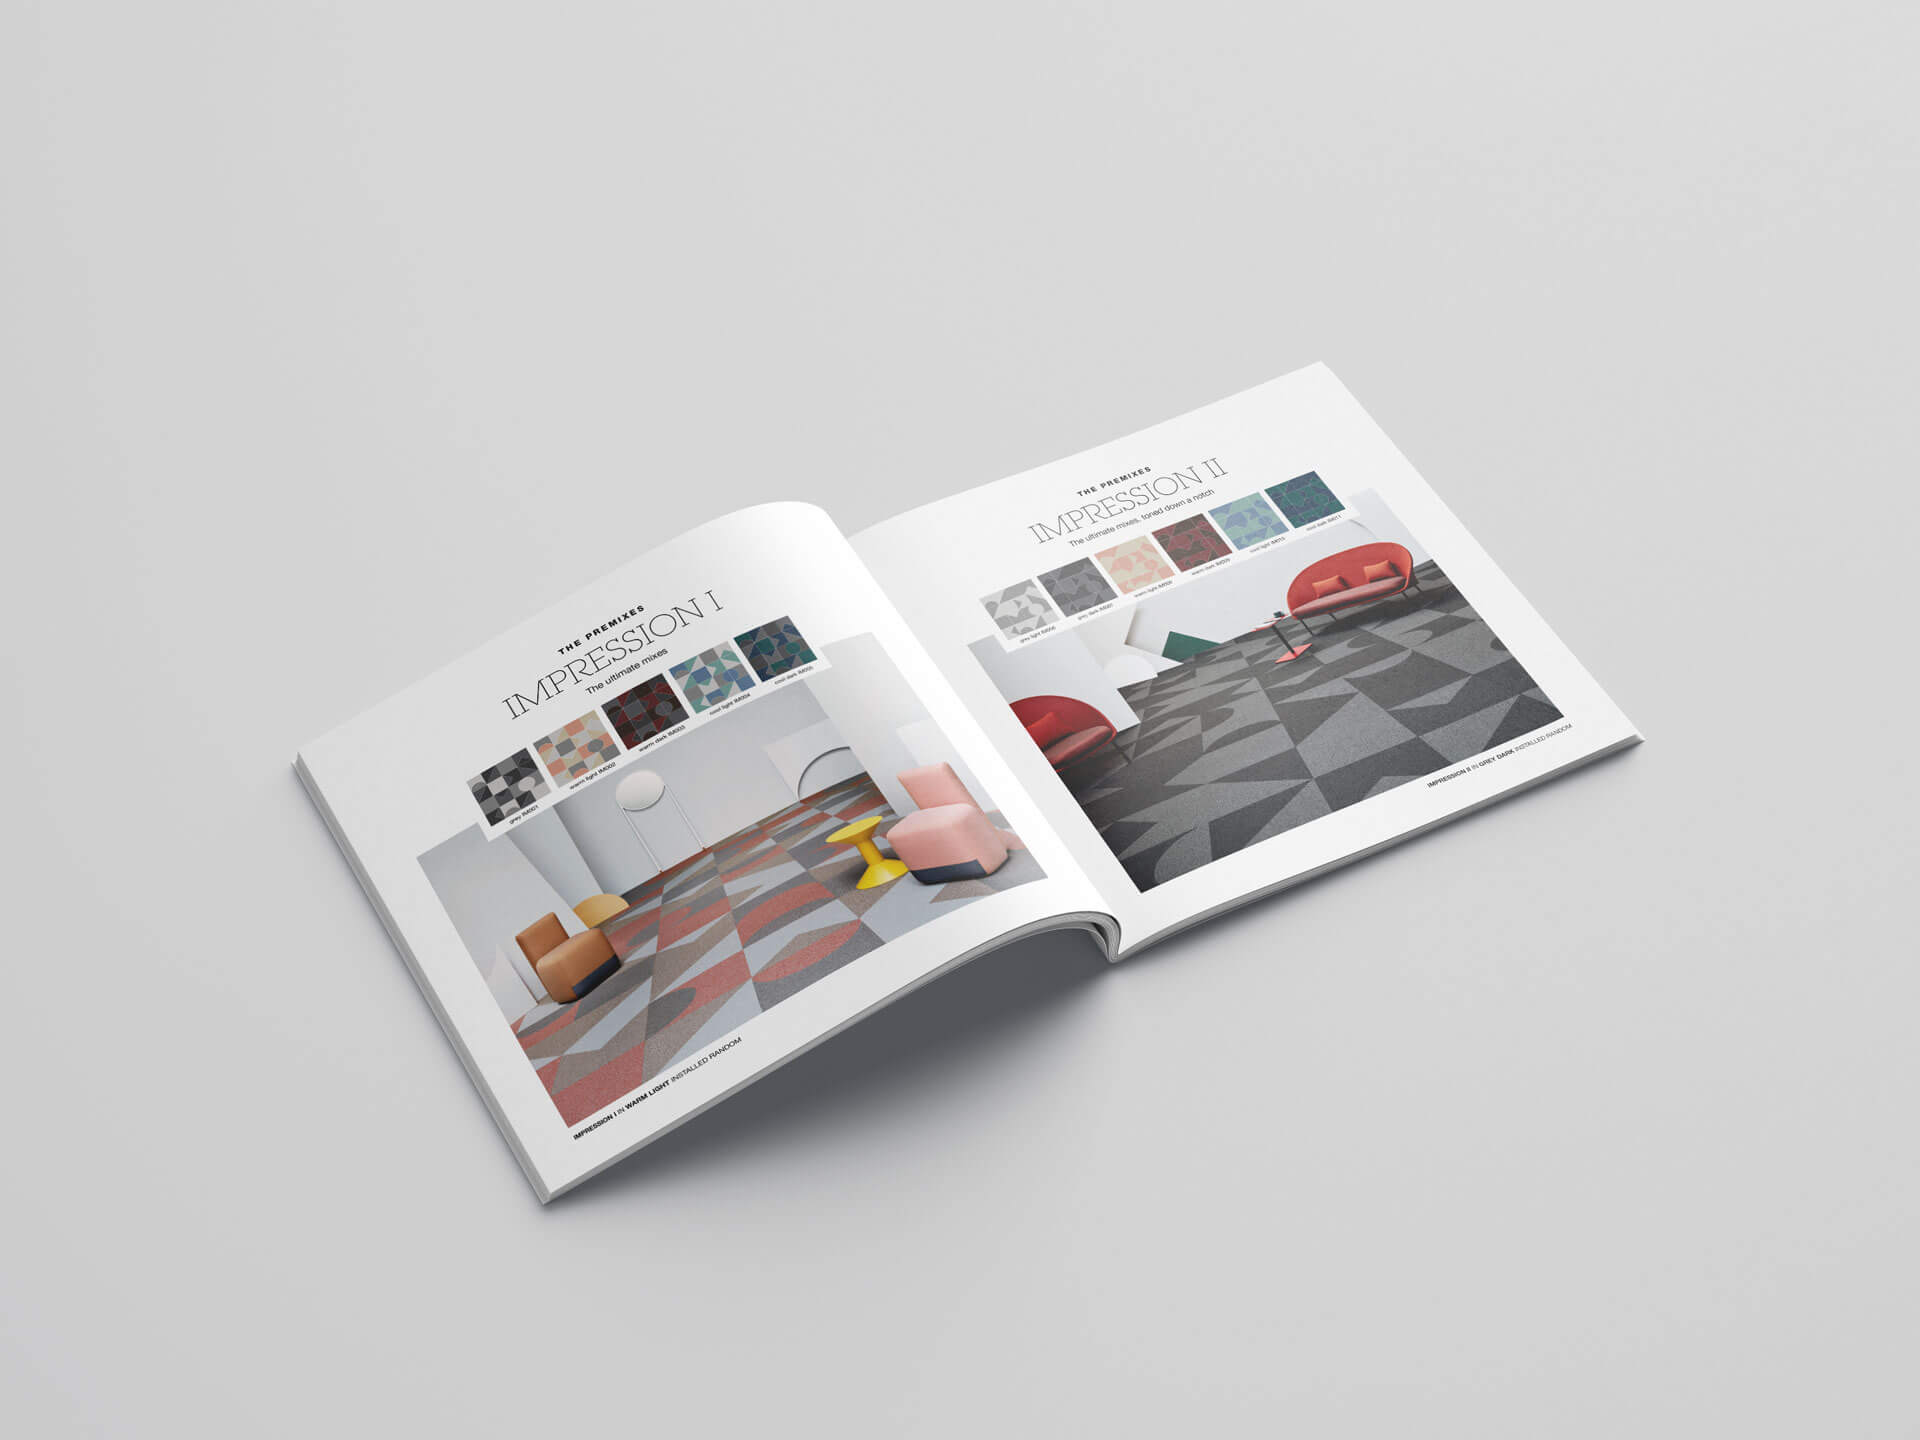 THE PREMIXES
IMPRESSION I
The ultimate mixes
grey IM001
warm light IM002
warm dark IM003
cool light IM004
cool dark IM005
IMPRESSION I IN WARM LIGHT INSTALLED RANDOM
THE PREMIXES
IMPRESSION II
The ultimate mixes, toned down a notch
grey light IM006
grey dark IM007
warm light IM008
warm dark IM009
cool light IM010
cool dark IM011
IMPRESSION II IN GREY DARK INSTALLED RANDOM